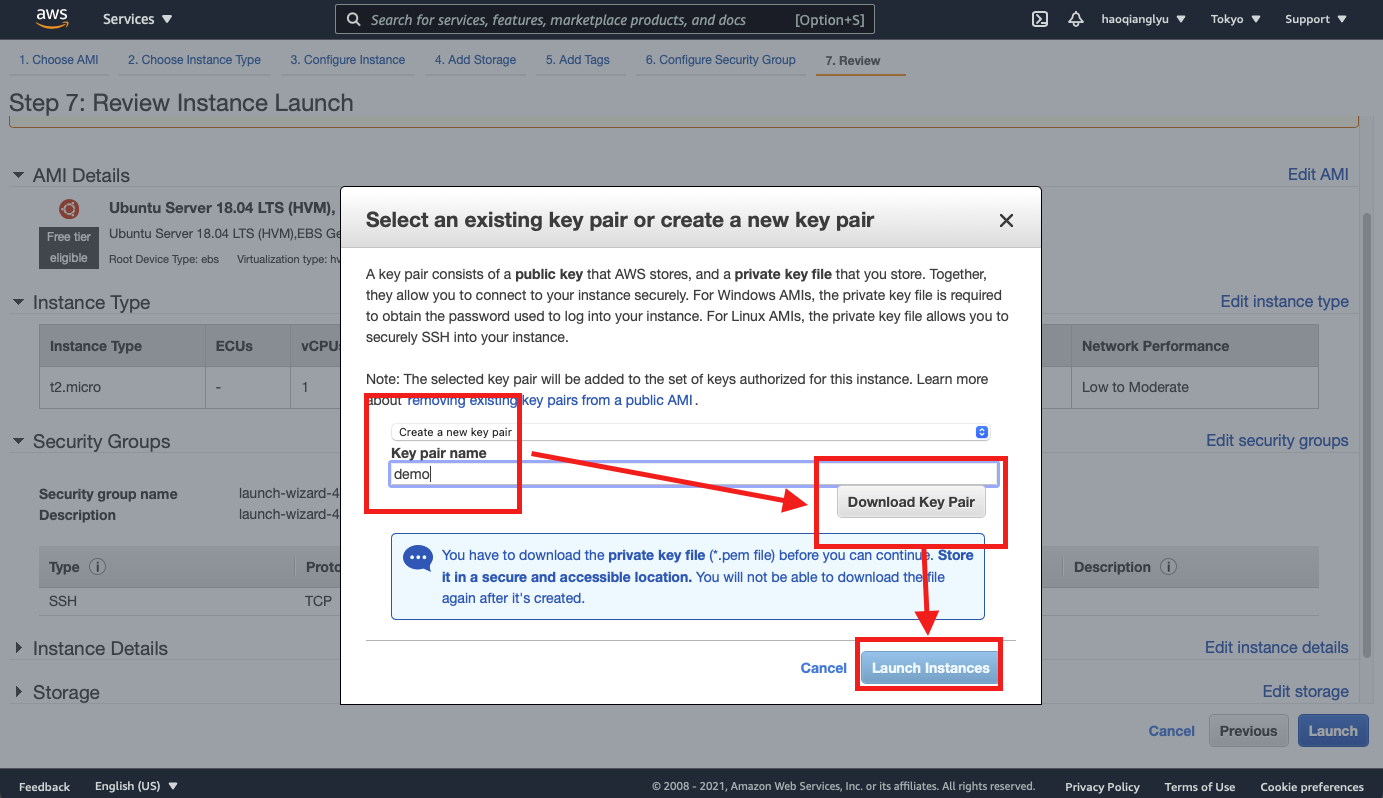 aws
Services
Search for services, features, marketplace products, and docs [Option+S]
haoqianglyu
Tokyo
Support
1. Choose AMI
2. Choose Instance Type
3. Configure Instance
4. Add Storage
5. Add Tags
6. Configure Security Group
7. Review
Step 7: Review Instance Launch
AMI Details
Edit AMI
Free tier
eligible
Ubuntu Server 18.04 LTS (HVM),
Ubuntu Server 18.04 LTS (HVM),EBS Ge
Root Device Type: ebs Virtualization type: hv
Instance Type
Edit instance type
Instance Type ECUs vCPUs Network Performance
t2.micro - 1 Low to Moderate
Security Groups
Edit security groups
Security group name launch-wizard-4
Description launch-wizard-4
Type Proto Description
SSH TCP
Instance Details
Edit instance details
Storage
Edit storage
Select an existing key pair or create a new key pair
A key pair consists of a public key that AWS stores, and a private key file that you store. Together,
they allow you to connect to your instance securely. For Windows AMIs, the private key file is required
to obtain the password used to log into your instance. For Linux AMIs, the private key file allows you to
securely SSH into your instance.
Note: The selected key pair will be added to the set of keys authorized for this instance. Learn more
about removing existing key pairs from a public AMI.
Create a new key pair
Key pair name
demo
Download Key Pair
You have to download the private key file (*.pem file) before you can continue. Store
it in a secure and accessible location. You will not be able to download the file
again after it's created.
Cancel
Launch Instances
Cancel
Previous
Launch
Feedback
English (US)
© 2008 - 2021, Amazon Web Services, Inc. or its affiliates. All rights reserved.
Privacy Policy
Terms of Use
Cookie preferences